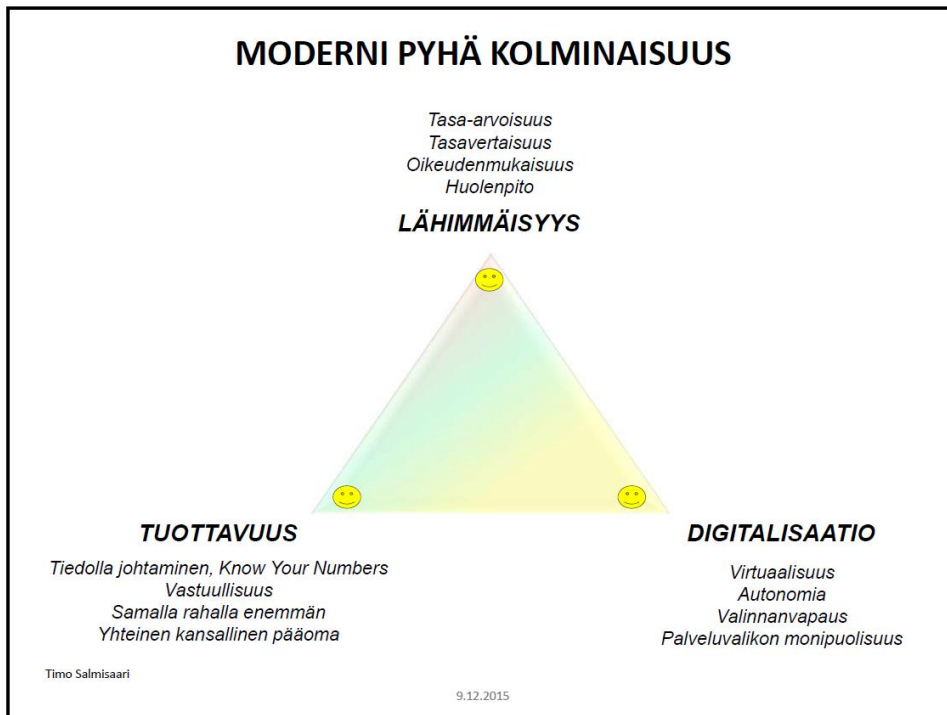 MODERNI PYHÄ KOLMINAISUUS
Tasa-arvoisuus
Tasavertaisuus
Oikeudenmukaisuus
Huolenpito
LÄHIMMÄISYYS
TUOTTAVUUS
Tiedolla johtaminen, Know Your Numbers
Vastuullisuus
Samalla rahalla enemmän
Yhteinen kansallinen pääoma
DIGITALISAATIO
Virtuaalisuus
Autonomia
Valinnanvapaus
Palveluvalikon monipuolisuus
Timo Salmisaari
9.12.2015